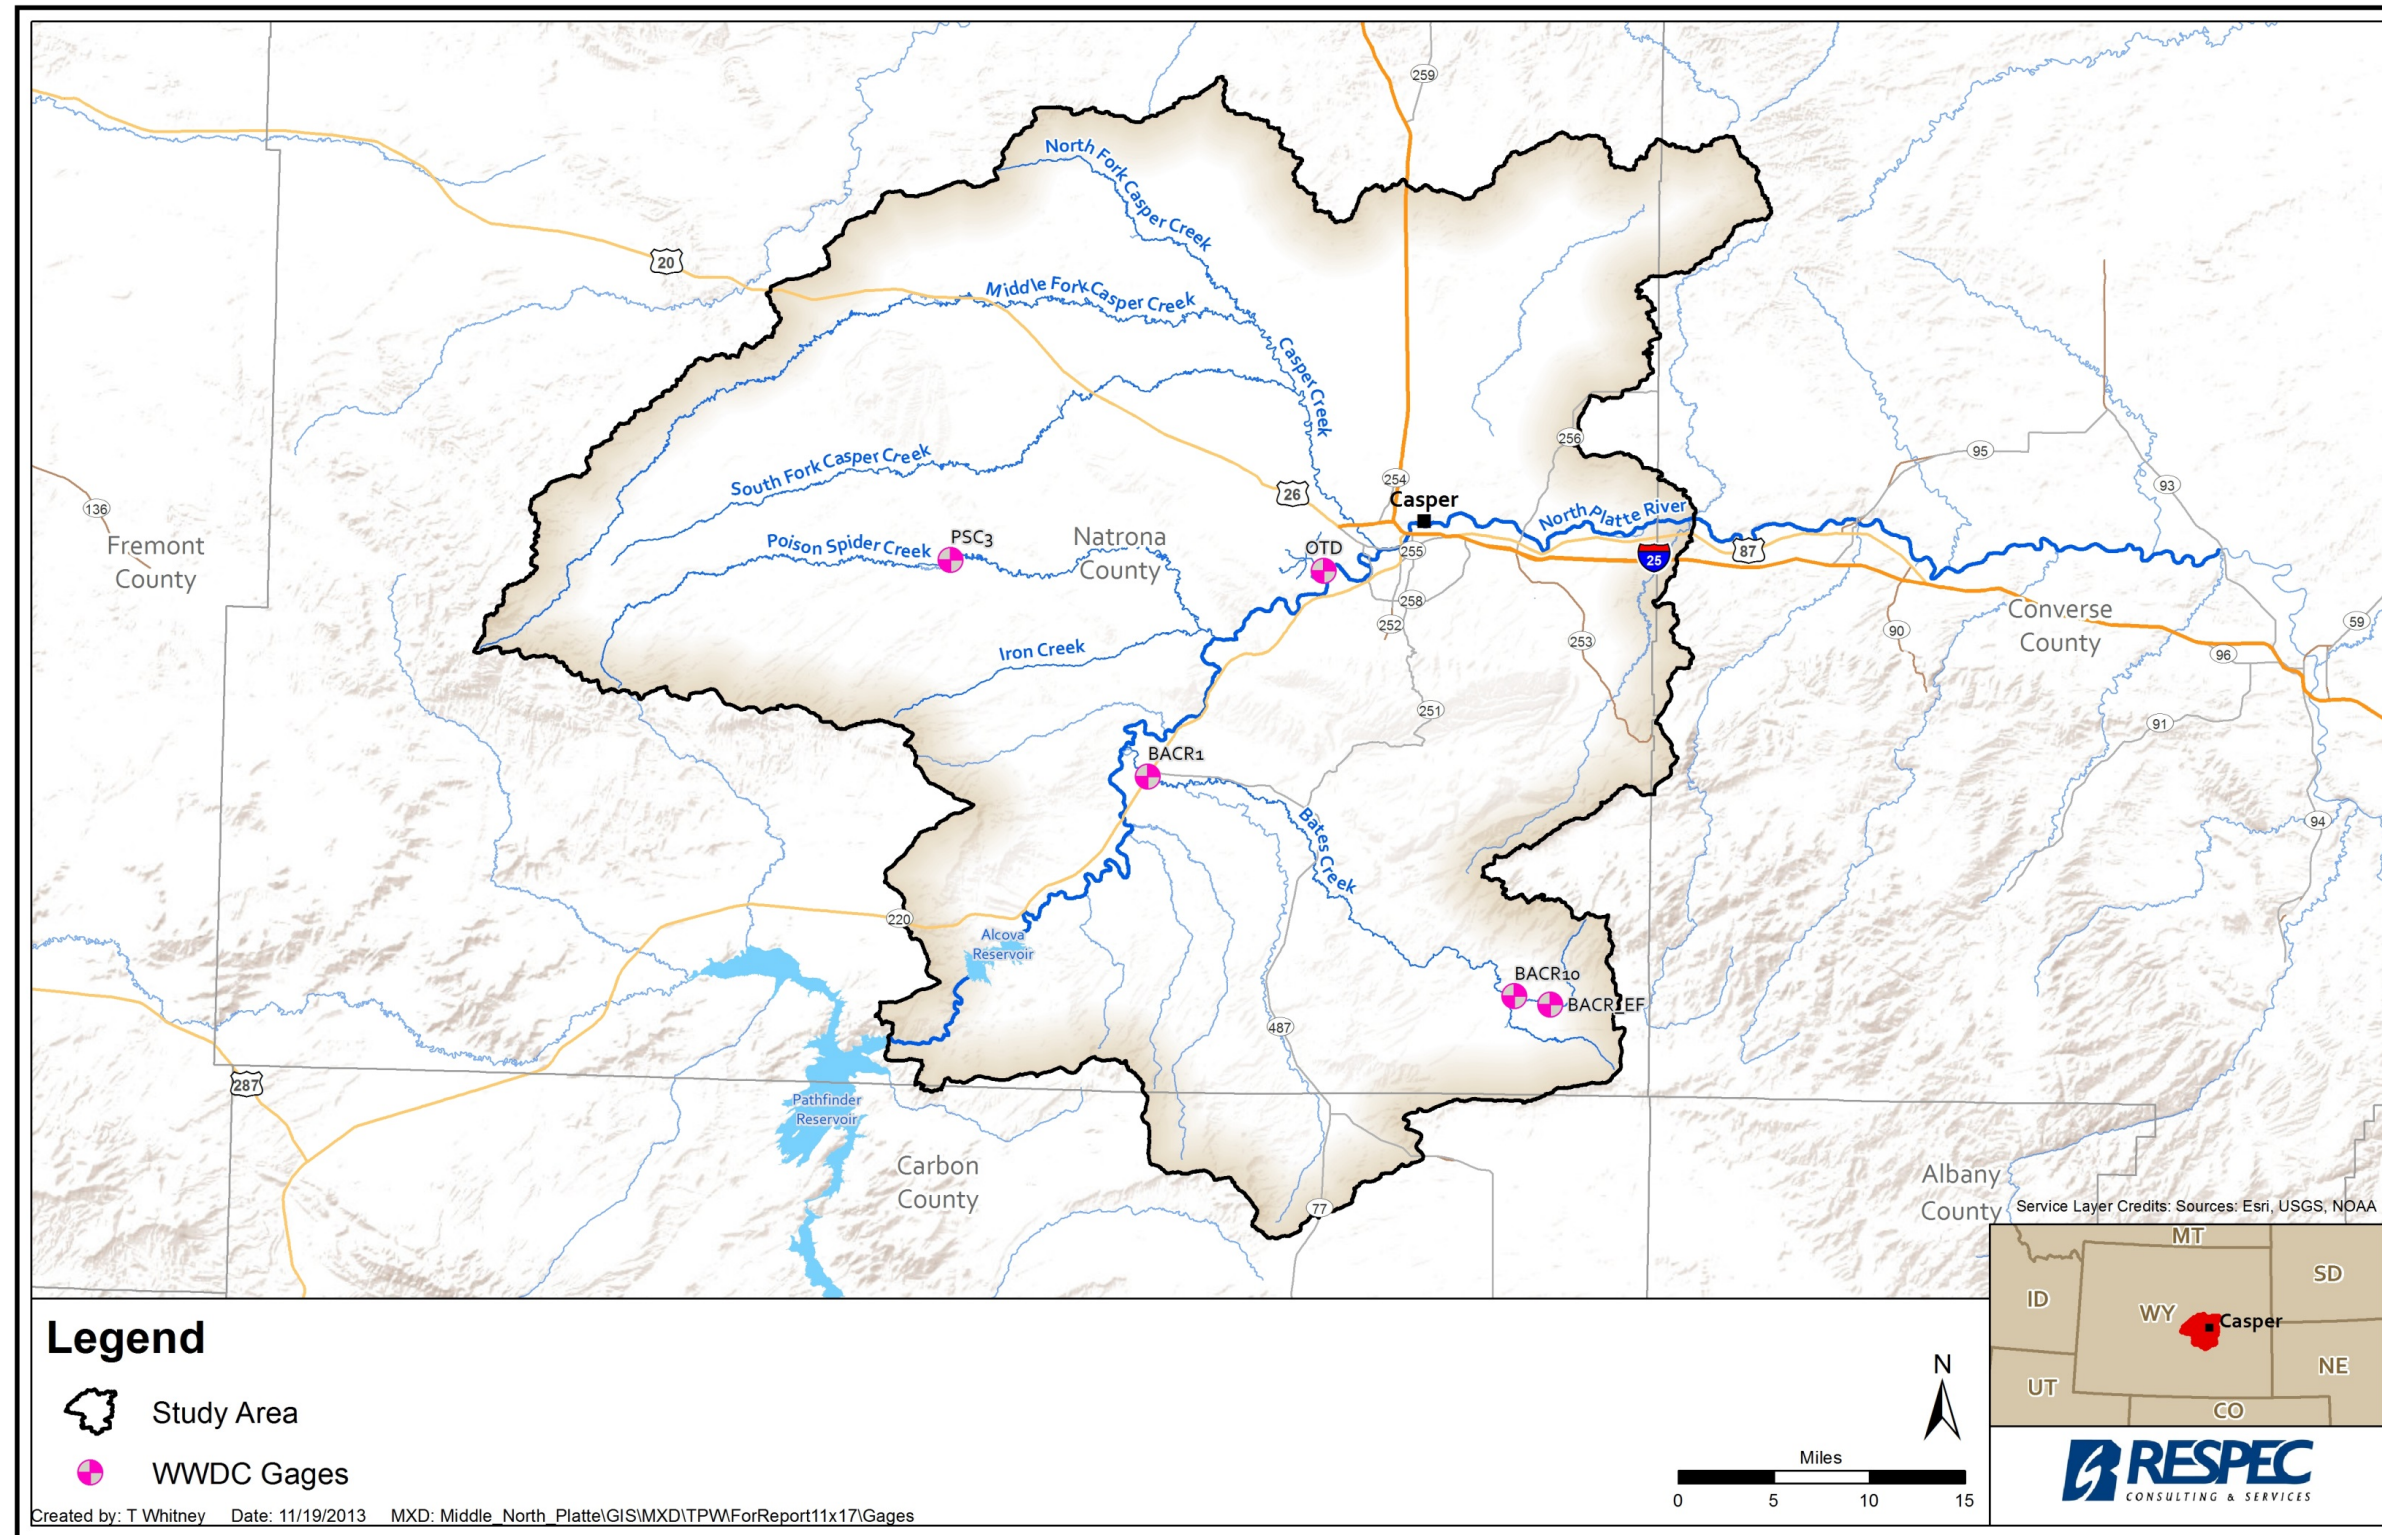 259
North Fork Casper Creek
20
Middle Fork Casper Creek
Casper Creek
256
95
South Fork Casper Creek
93
254
26
Casper
136
North Platte River
Fremont
County
PSC3
Natrona
County
Poison Spider Creek
OTD
255
25
87
258
252
253
Converse
County
90
59
Iron Creek
96
251
91
BACR1
Bates Creek
94
220
Alcova
Reservoir
BACR10
BACR_EF
487
287
Pathfinder
Reservoir
Carbon
County
Albany
County
77
Service Layer Credits: Sources: Esri, USGS, NOAA
MT
SD
ID
WY
Casper
NE
UT
CO
Legend
Study Area
WWDC Gages
N
Miles
0 5 10 15
RESPEC
CONSULTING & SERVICES
Created by: T Whitney Date: 11/19/2013 MXD: Middle_North_Platte\GIS\MXD\TPW\ForReport11x17\Gages